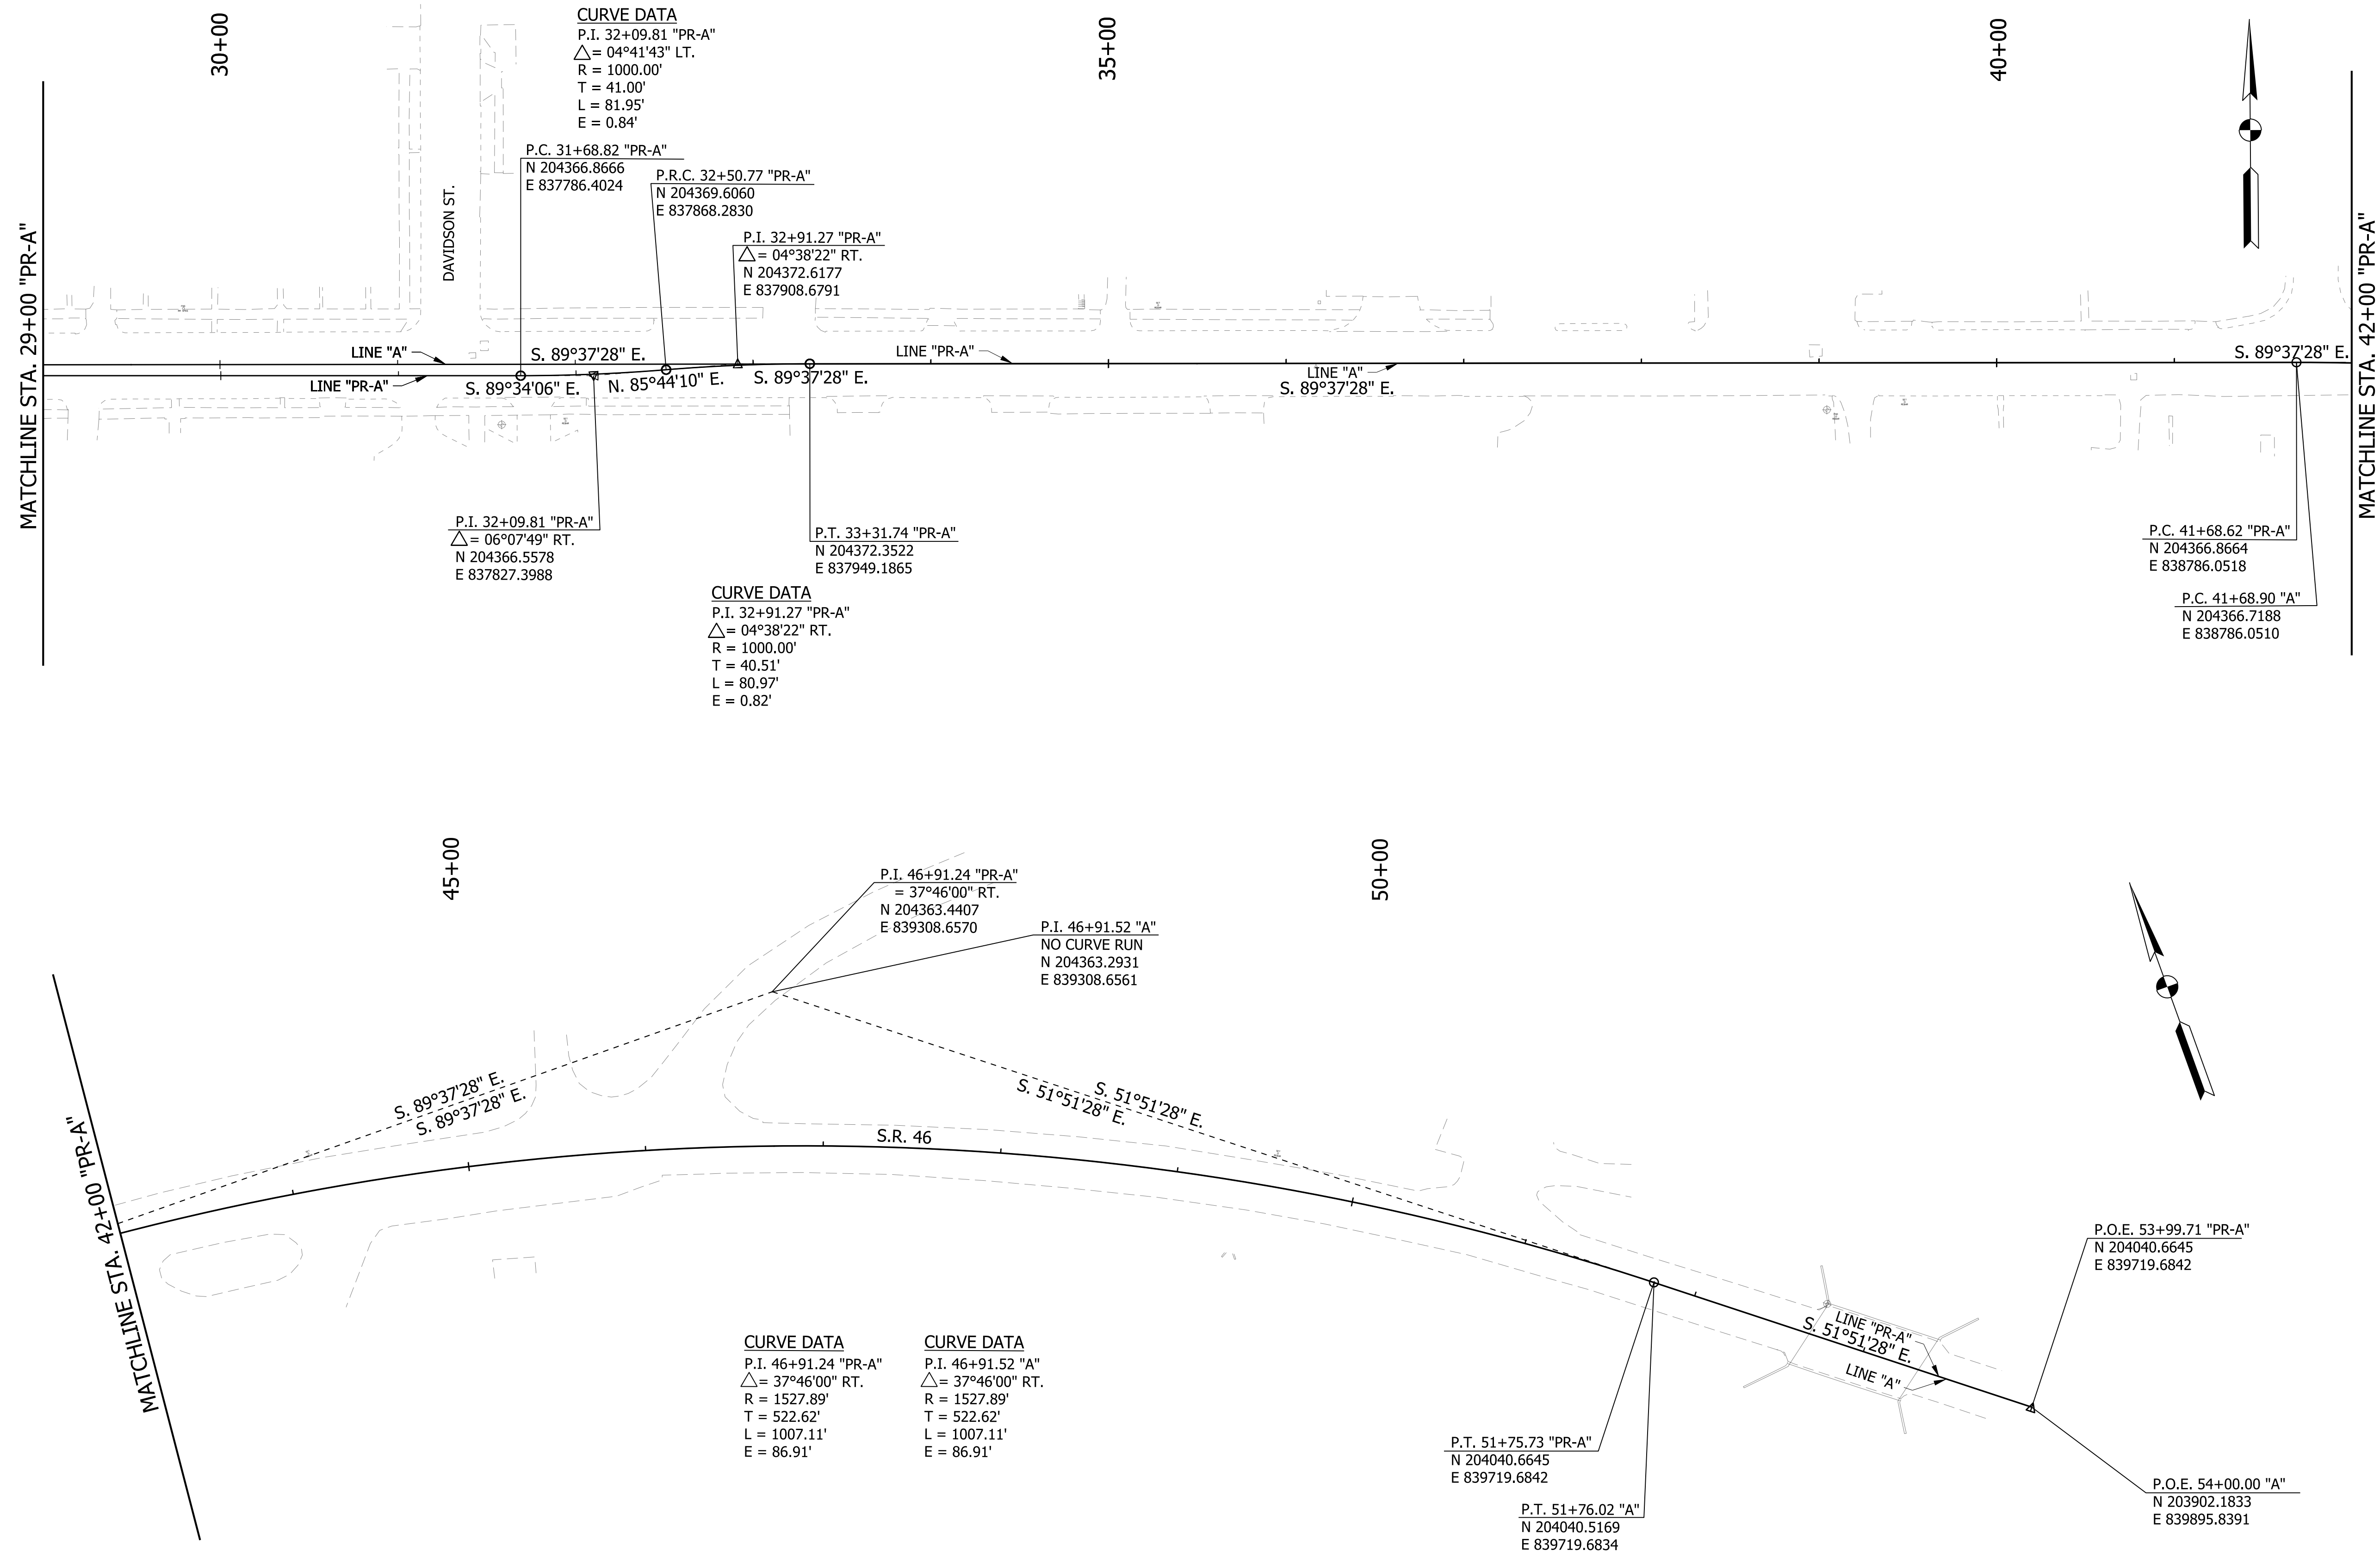 30+00
35+00
40+00
MATCHLINE STA. 29+00 "PR-A"
MATCHLINE STA. 42+00 "PR-A"
DAVIDSON ST.
CURVE DATA
P.I. 32+09.81 "PR-A"
△= 04°41'43" LT.
R = 1000.00'
T = 41.00'
L = 81.95'
E = 0.84'
P.C. 31+68.82 "PR-A"
N 204366.8666
E 837786.4024
P.R.C. 32+50.77 "PR-A"
N 204369.6060
E 837868.2830
P.I. 32+91.27 "PR-A"
△= 04°38'22" RT.
N 204372.6177
E 837908.6791
LINE "A"
S. 89°37'28" E.
LINE "PR-A"
S. 89°37'28" E.
LINE "PR-A"
S. 89°34'06" E.
N. 85°44'10" E.
S. 89°37'28" E.
LINE "A"
S. 89°37'28" E.
P.I. 32+09.81 "PR-A"
△= 06°07'49" RT.
N 204366.5578
E 837827.3988
P.T. 33+31.74 "PR-A"
N 204372.3522
E 837949.1865
CURVE DATA
P.I. 32+91.27 "PR-A"
△= 04°38'22" RT.
R = 1000.00'
T = 40.51'
L = 80.97'
E = 0.82'
P.C. 41+68.62 "PR-A"
N 204366.8664
E 838786.0518
P.C. 41+68.90 "A"
N 204366.7188
E 838786.0510
45+00
50+00
P.I. 46+91.24 "PR-A"
= 37°46'00" RT.
N 204363.4407
E 839308.6570
P.I. 46+91.52 "A"
NO CURVE RUN
N 204363.2931
E 839308.6561
MATCHLINE STA. 42+00 "PR-A"
S. 89°37'28" E.
S. 89°37'28" E.
S. 51°51'28" E.
S. 51°51'28" E.
S.R. 46
CURVE DATA
P.I. 46+91.24 "PR-A"
△= 37°46'00" RT.
R = 1527.89'
T = 522.62'
L = 1007.11'
E = 86.91'
CURVE DATA
P.I. 46+91.52 "A"
△= 37°46'00" RT.
R = 1527.89'
T = 522.62'
L = 1007.11'
E = 86.91'
LINE "PR-A"
S. 51°51'28" E.
LINE "A"
P.O.E. 53+99.71 "PR-A"
N 204040.6645
E 839719.6842
P.T. 51+75.73 "PR-A"
N 204040.6645
E 839719.6842
P.T. 51+76.02 "A"
N 204040.5169
E 839719.6834
P.O.E. 54+00.00 "A"
N 203902.1833
E 839895.8391